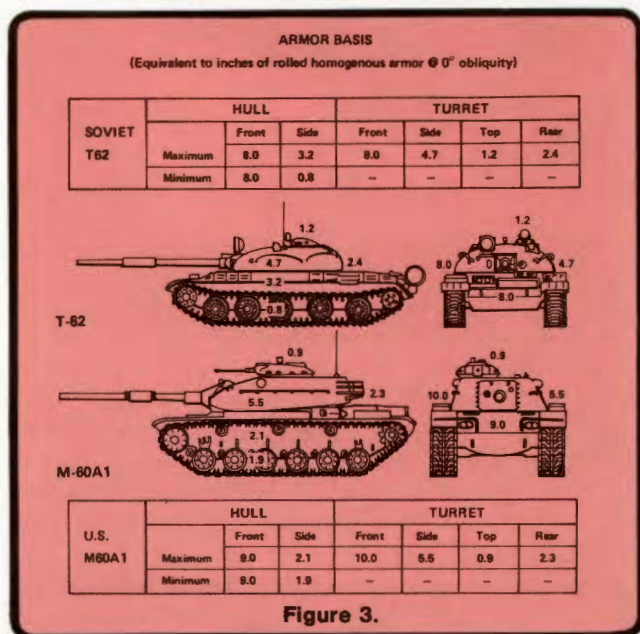 ARMOR BASIS
(Equivalent to inches of rolled homogenous armor @ 0° obliquity)
SOVIET T62
HULL TURRET
Front Side Front Side Top Rear
Maximum 8.0 3.2 8.0 4.7 1.2 2.4
Minimum 8.0 0.8 – – – –
1.2 1.2
4.7 2.4 8.0 4.7
3.2
0.8 8.0
T-62
0.9 0.9
5.5 2.3 10.0 5.5
2.1 9.0
1.9
M-60A1
U.S. M60A1
HULL TURRET
Front Side Front Side Top Rear
Maximum 9.0 2.1 10.0 5.5 0.9 2.3
Minimum 9.0 1.9 – – – –
Figure 3.